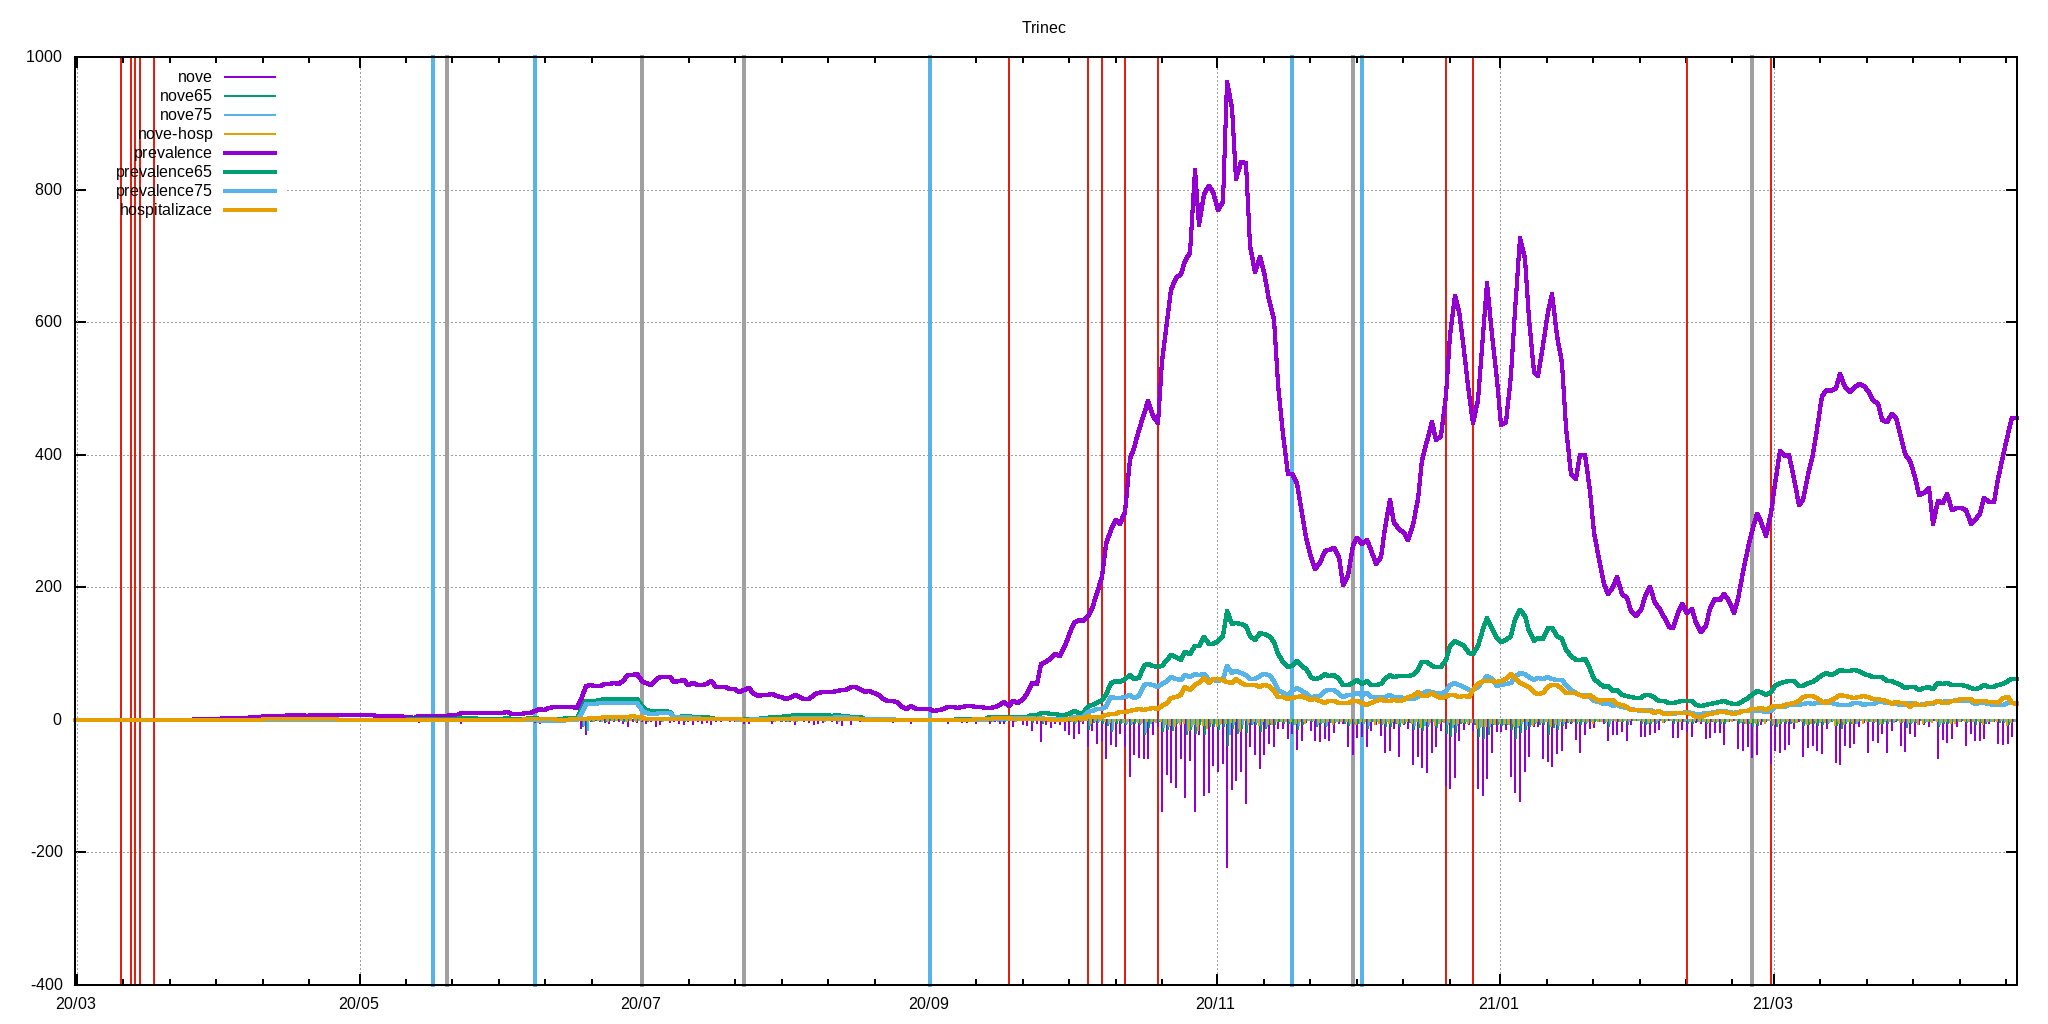 Trinec
1000
800
600
400
200
0
-200
-400
nove
nove65
nove75
nove-hosp
prevalence
prevalence65
prevalence75
hospitalizace
20/03 20/05 20/07 20/09 20/11 21/01 21/03